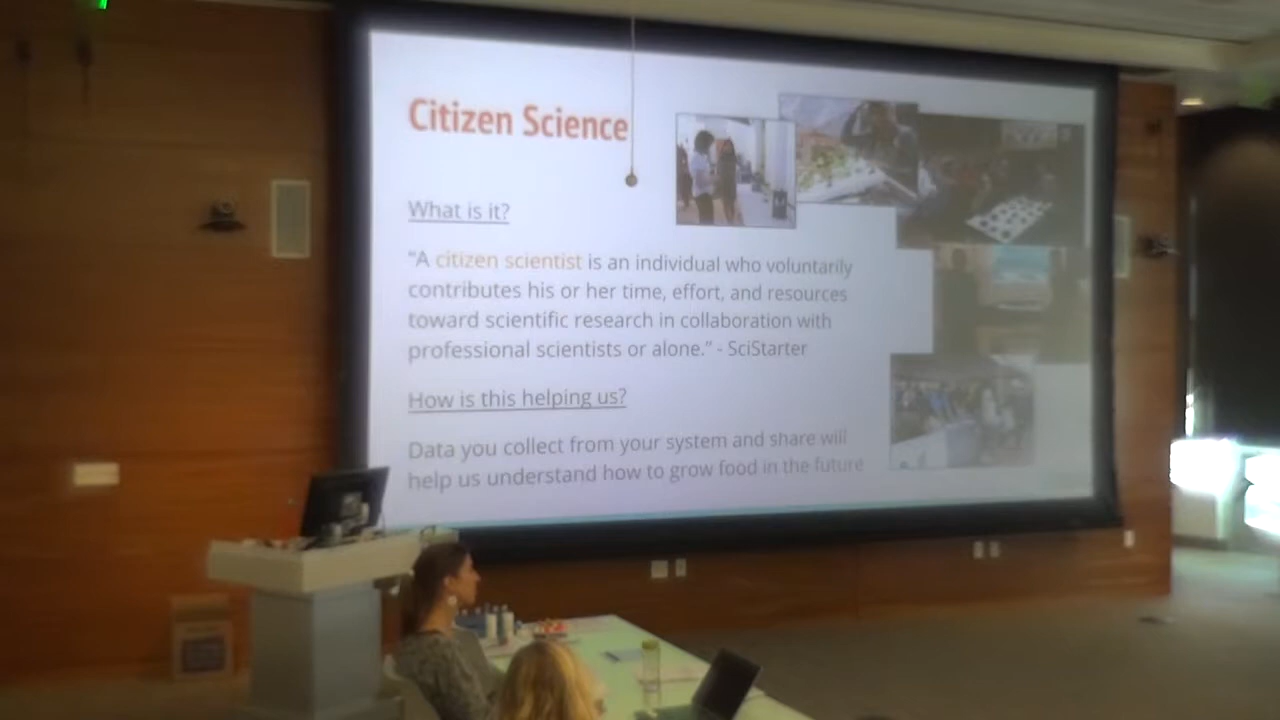 Citizen Science
What is it?
“A citizen scientist is an individual who voluntarily
contributes his or her time, effort, and resources
toward scientific research in collaboration with
professional scientists or alone.” - SciStarter
How is this helping us?
Data you collect from your system and share will
help us understand how to grow food in the future